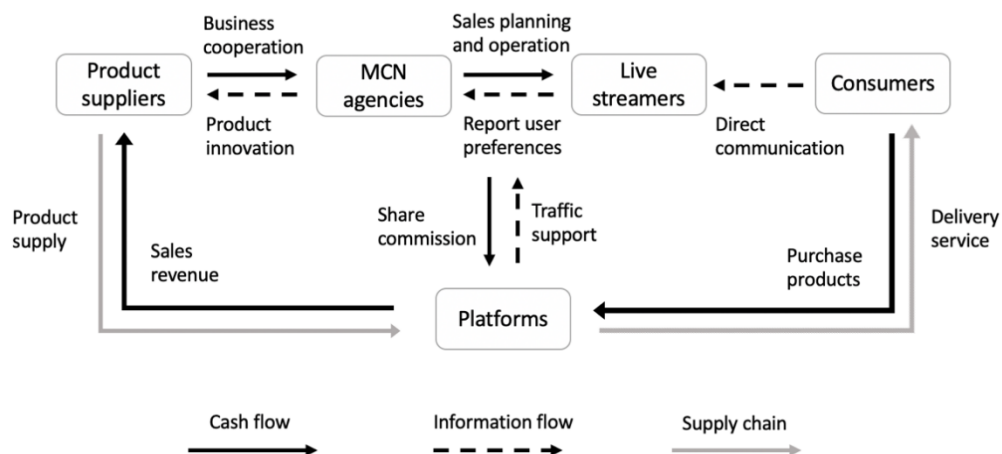 Business
cooperation
Sales planning
and operation
Product
suppliers
MCN
agencies
Live
streamers
Consumers
Product
innovation
Report user
preferences
Direct
communication
Product
supply
Sales
revenue
Share
commission
Traffic
support
Purchase
products
Delivery
service
Platforms
Cash flow
Information flow
Supply chain